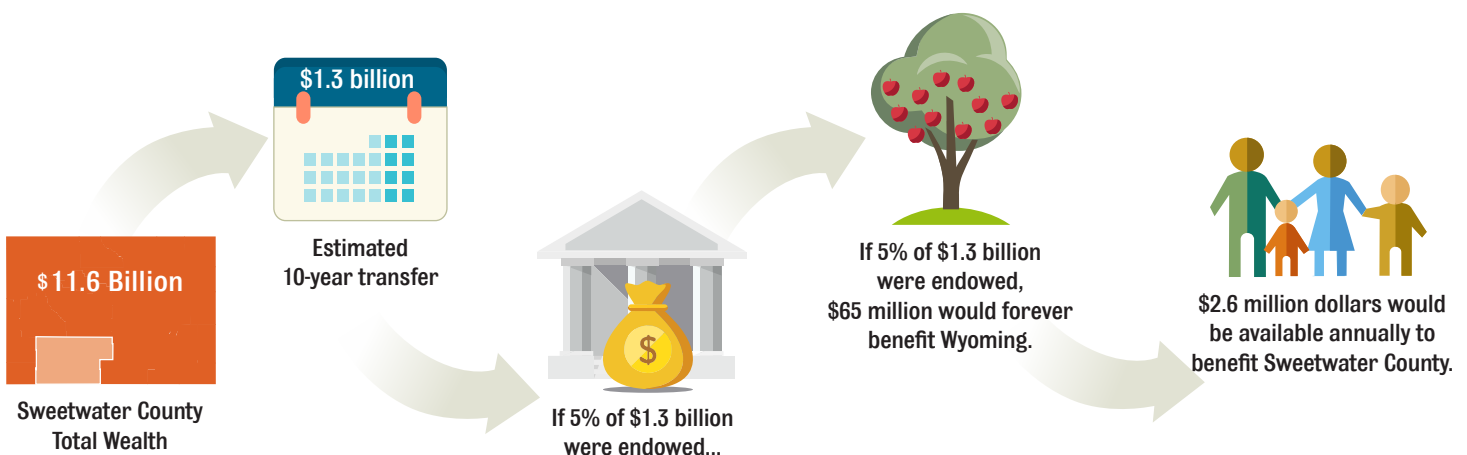 $11.6 Billion
Sweetwater County
Total Wealth
$1.3 billion
Estimated
10-year transfer
$
If 5% of $1.3 billion
were endowed...
If 5% of $1.3 billion
were endowed,
$65 million would forever
benefit Wyoming.
$2.6 million dollars would
be available annually to
benefit Sweetwater County.